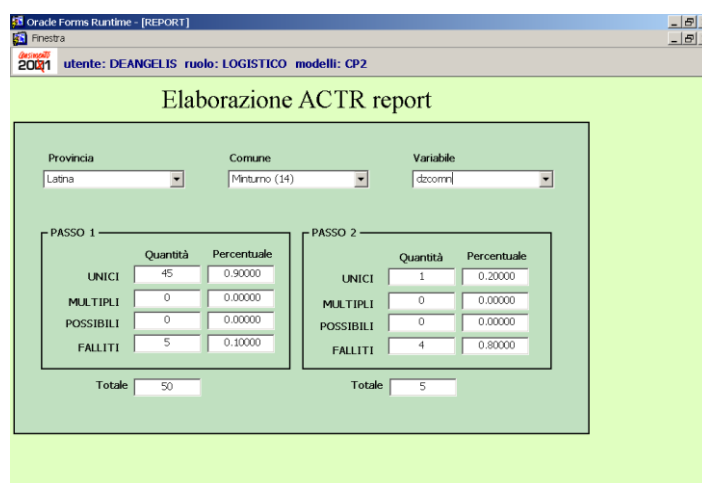 Oracle Forms Runtime - [REPORT]
Finestra
Censimenti 2001 utente: DEANGELIS ruolo: LOGISTICO modelli: CP2
Elaborazione ACTR report
Provincia Comune Variabile
Latina Minturno (14) dzcomn
PASSO 1 PASSO 2
Quantità Percentuale Quantità Percentuale
UNICI 45 0.90000 UNICI 1 0.20000
MULTIPLI 0 0.00000 MULTIPLI 0 0.00000
POSSIBILI 0 0.00000 POSSIBILI 0 0.00000
FALLITI 5 0.10000 FALLITI 4 0.80000
Totale 50 Totale 5